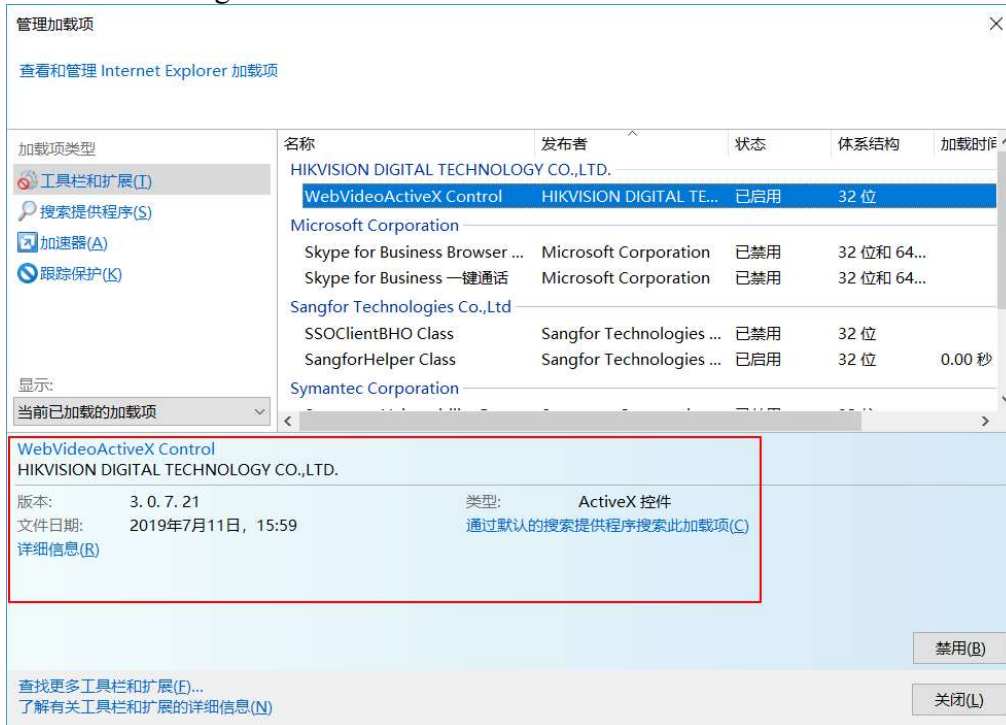 管理加载项
查看和管理 Internet Explorer 加载项
加载项类型
工具栏和扩展(T)
搜索提供程序(S)
加速器(A)
跟踪保护(K)
显示:
当前已加载的加载项
名称 发布者 状态 体系结构 加载时间
HIKVISION DIGITAL TECHNOLOGY CO.,LTD.
WebVideoActiveX Control HIKVISION DIGITAL TE... 已启用 32 位
Microsoft Corporation
Skype for Business Browser ... Microsoft Corporation 已禁用 32 位和 64...
Skype for Business 一键通话 Microsoft Corporation 已禁用 32 位和 64...
Sangfor Technologies Co.,Ltd
SSOClientBHO Class Sangfor Technologies ... 已禁用 32 位
SangforHelper Class Sangfor Technologies ... 已启用 32 位 0.00 秒
Symantec Corporation
WebVideoActiveX Control
HIKVISION DIGITAL TECHNOLOGY CO.,LTD.
版本: 3. 0. 7. 21 类型: ActiveX 控件
文件日期: 2019年7月11日，15:59 通过默认的搜索提供程序搜索此加载项(C)
详细信息(R)
禁用(B)
查找更多工具栏和扩展(F)...
了解有关工具栏和扩展的详细信息(N)
关闭(L)